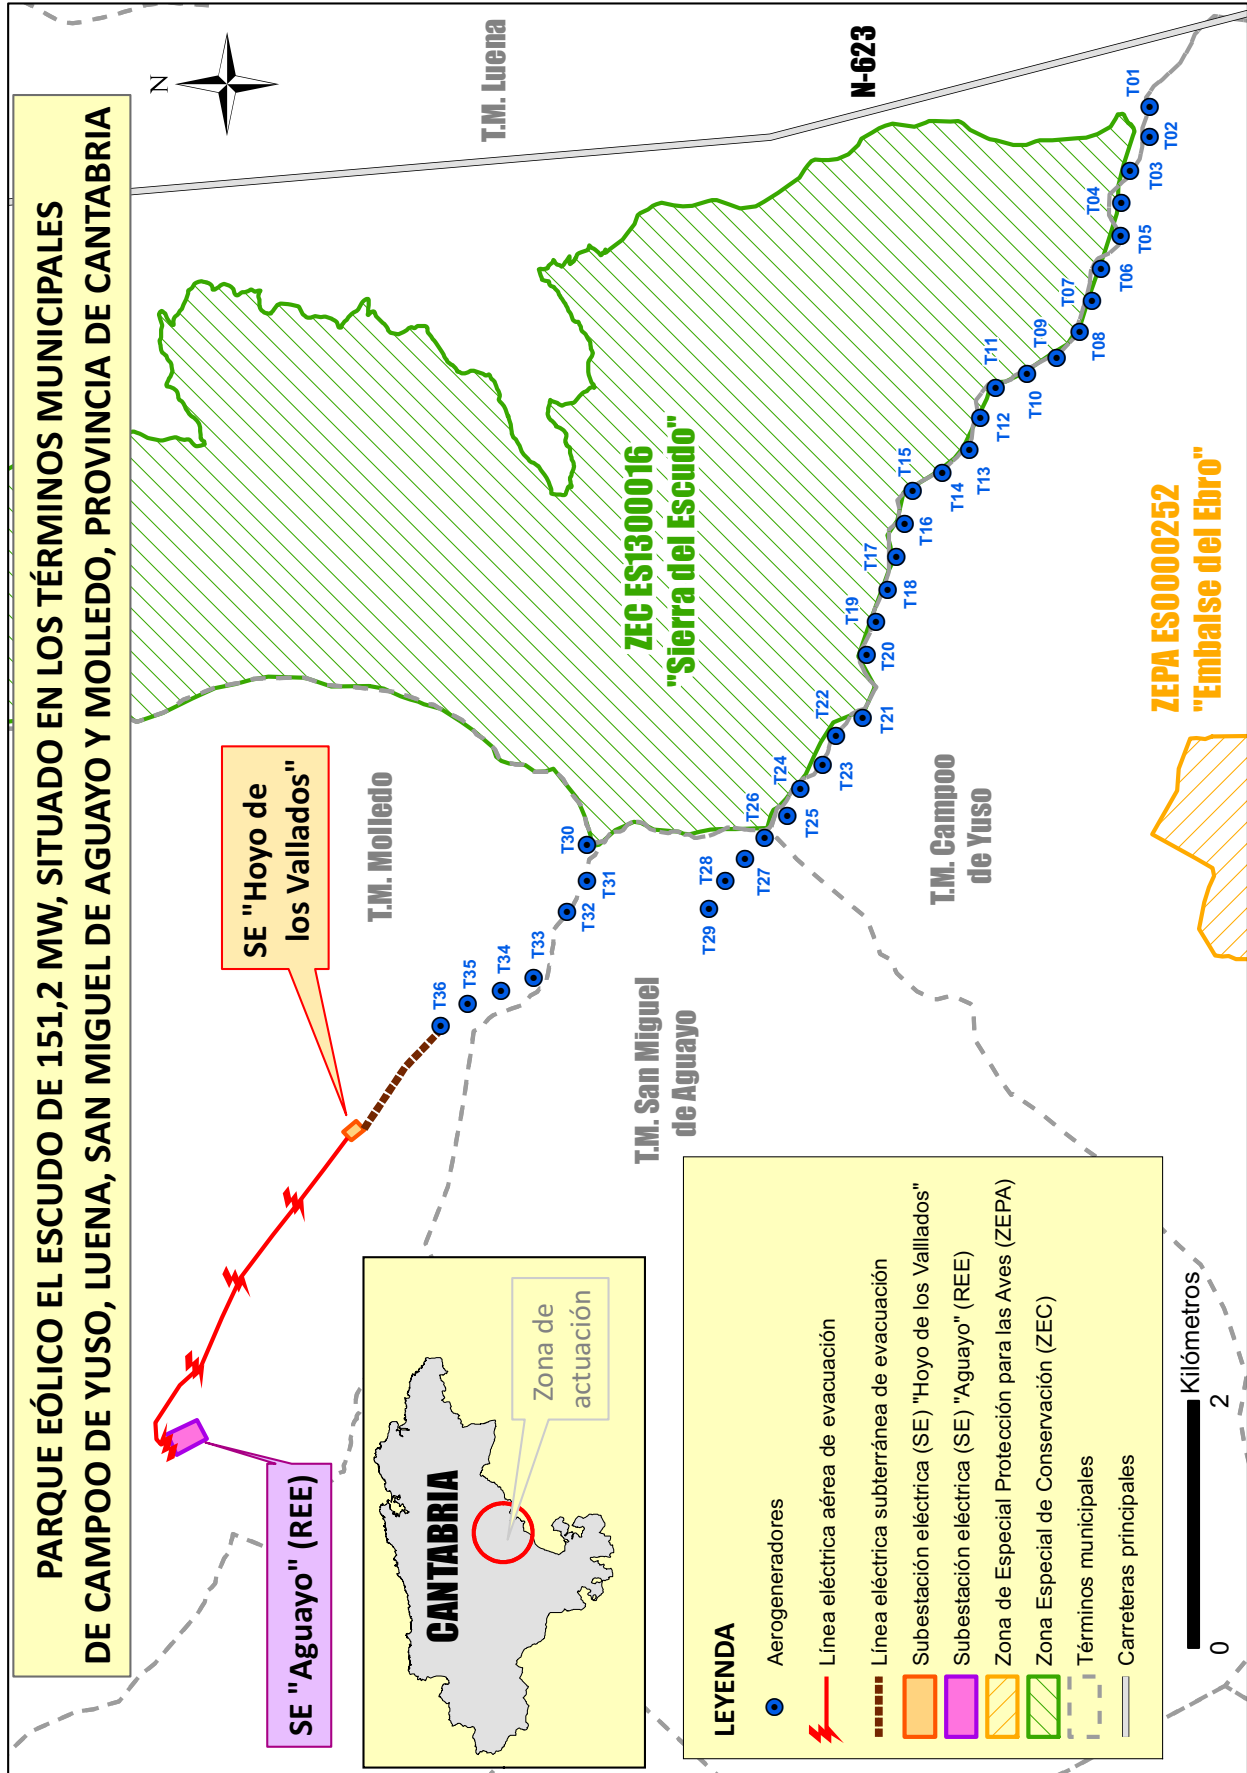 PARQUE EÓLICO EL ESCUDO DE 151,2 MW, SITUADO EN LOS TÉRMINOS MUNICIPALES
DE CAMPOO DE YUSO, LUENA, SAN MIGUEL DE AGUAYO Y MOLLEDO, PROVINCIA DE CANTABRIA
N
SE "Aguayo" (REE)
SE "Hoyo de
los Vallados"
T.M. Luena
T.M. Molledo
N-623
CANTABRIA
Zona de
actuación
ZEC ES1300016
"Sierra del Escudo"
T.M. San Miguel
de Aguayo
T.M. Campoo
de Yuso
ZEPA ES0000252
"Embalse del Ebro"
T36
T35
T34
T33
T32
T31
T30
T29
T28
T27
T26
T25
T24
T23
T22
T21
T20
T19
T18
T17
T16
T15
T14
T13
T12
T11
T10
T09
T08
T07
T06
T05
T04
T03
T02
T01
LEYENDA
Aerogeneradores
Línea eléctrica aérea de evacuación
Línea eléctrica subterránea de evacuación
Subestación eléctrica (SE) "Hoyo de los Valllados"
Subestación eléctrica (SE) "Aguayo" (REE)
Zona de Especial Protección para las Aves (ZEPA)
Zona Especial de Conservación (ZEC)
Términos municipales
Carreteras principales
Kilómetros
0 2